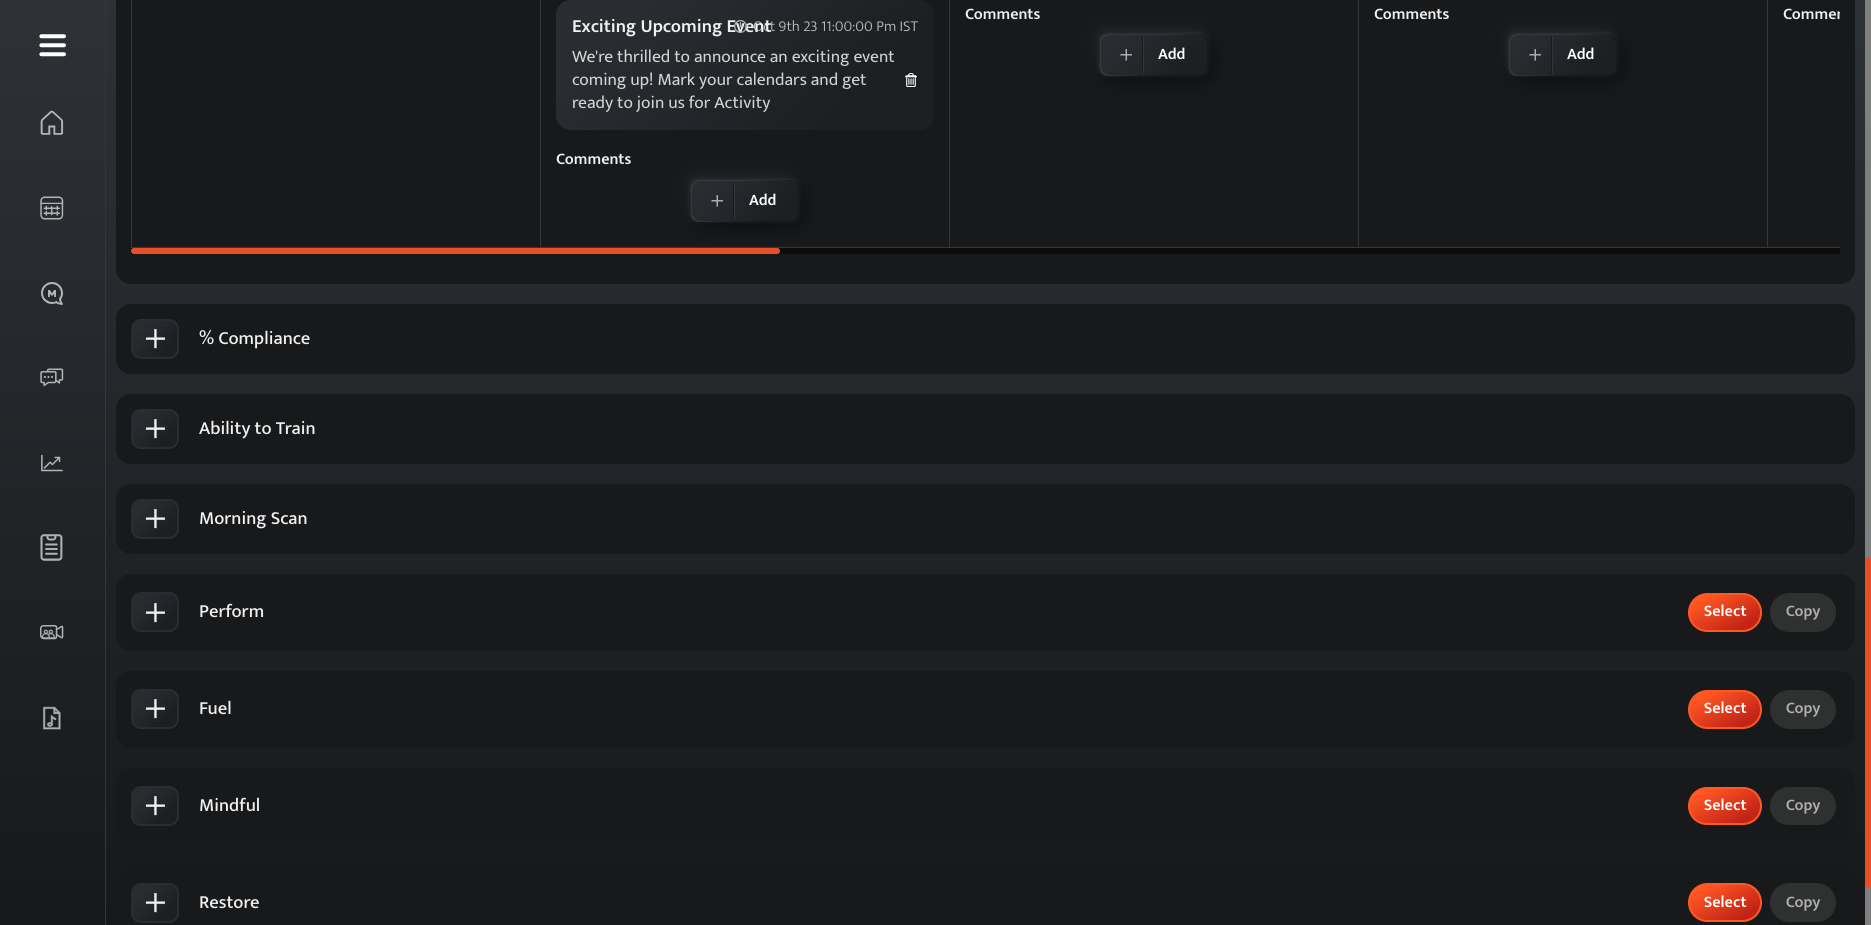 Exciting Upcoming Event
Oct 9th 23 11:00:00 Pm IST
We're thrilled to announce an exciting event
coming up! Mark your calendars and get
ready to join us for Activity
Comments
+ Add
Comments
+ Add
Comments
+ Add
Commer
% Compliance
Ability to Train
Morning Scan
Perform
Select
Copy
Fuel
Select
Copy
Mindful
Select
Copy
Restore
Select
Copy